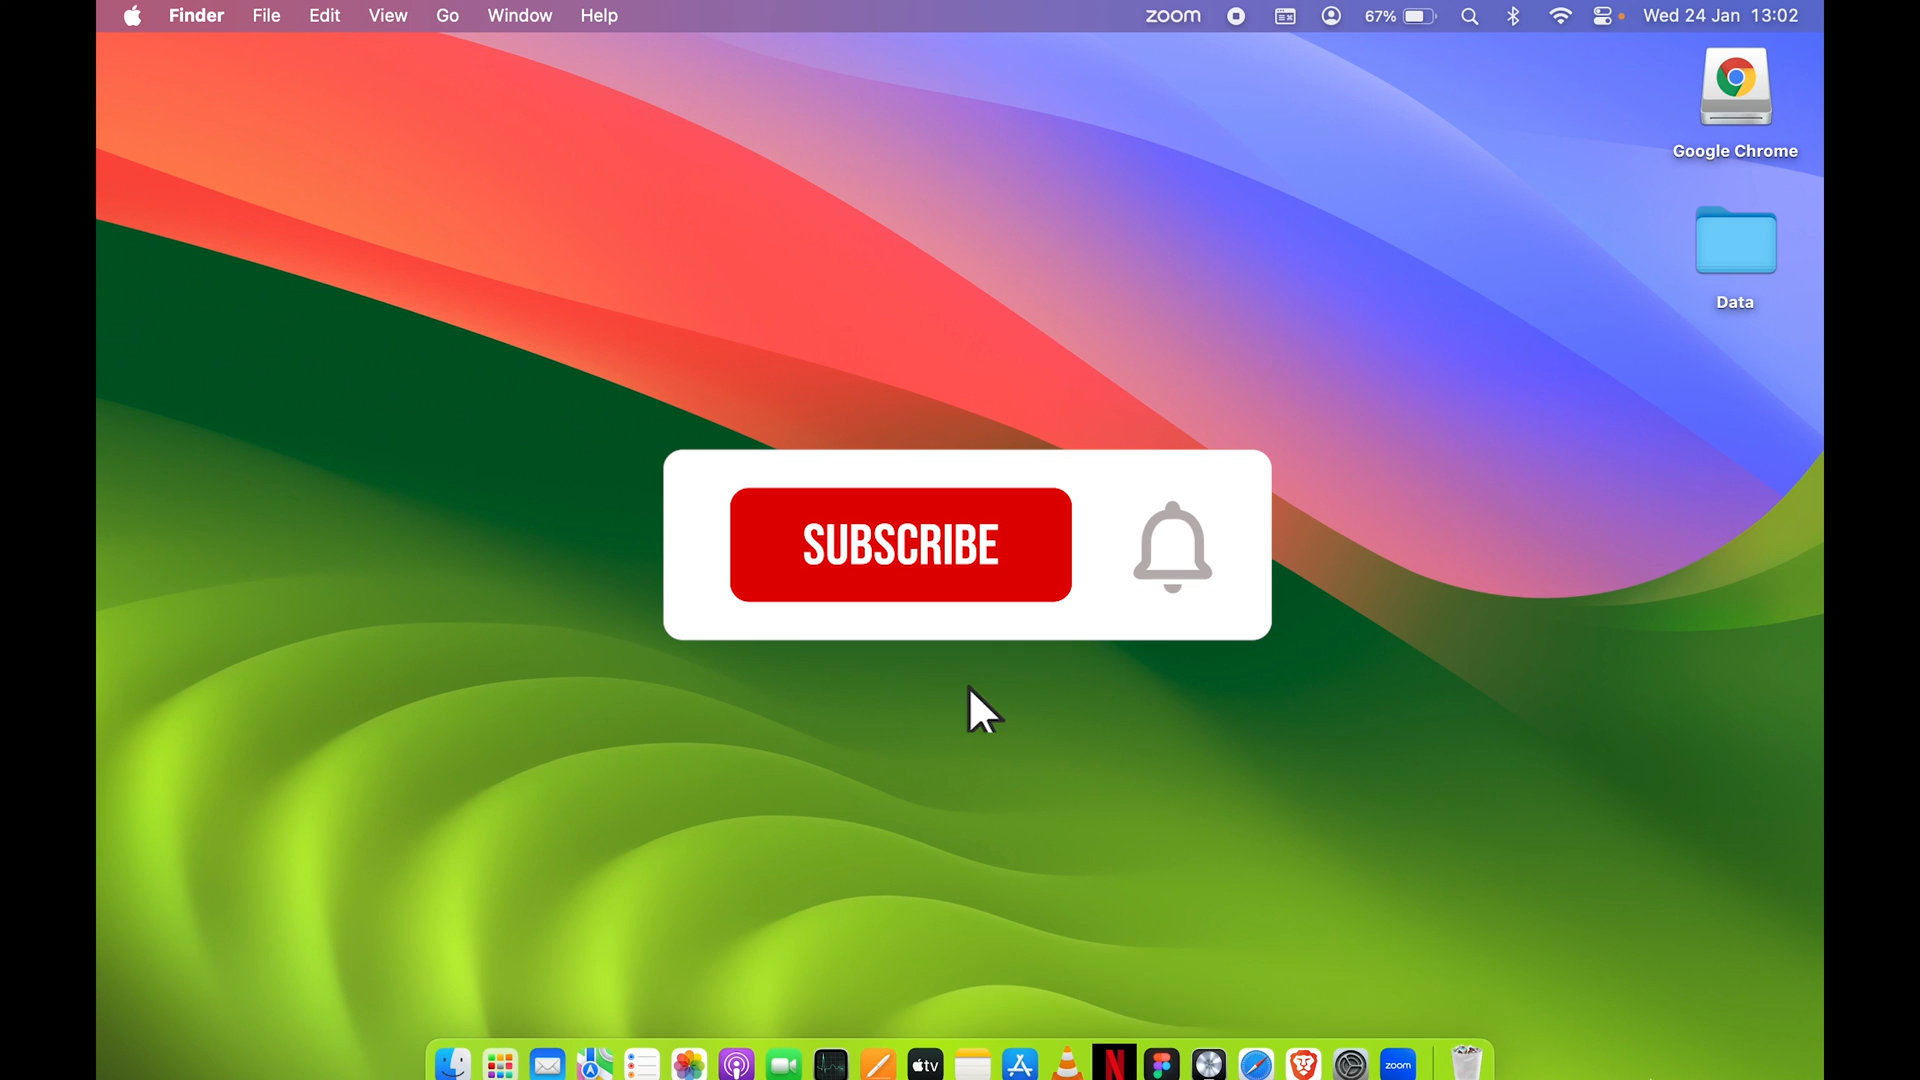 Finder File Edit View Go Window Help zoom 67% Wed 24 Jan 13:02
Google Chrome
Data
SUBSCRIBE
tv
zoom